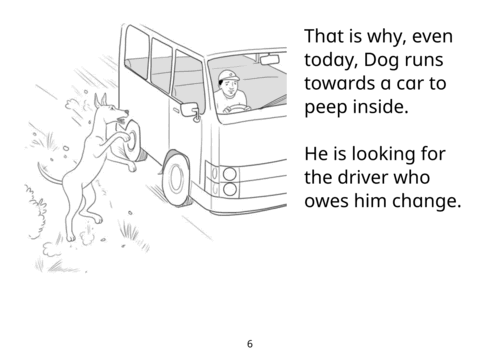 That is why, even
today, Dog runs
towards a car to
peep inside.
He is looking for
the driver who
owes him change.
6